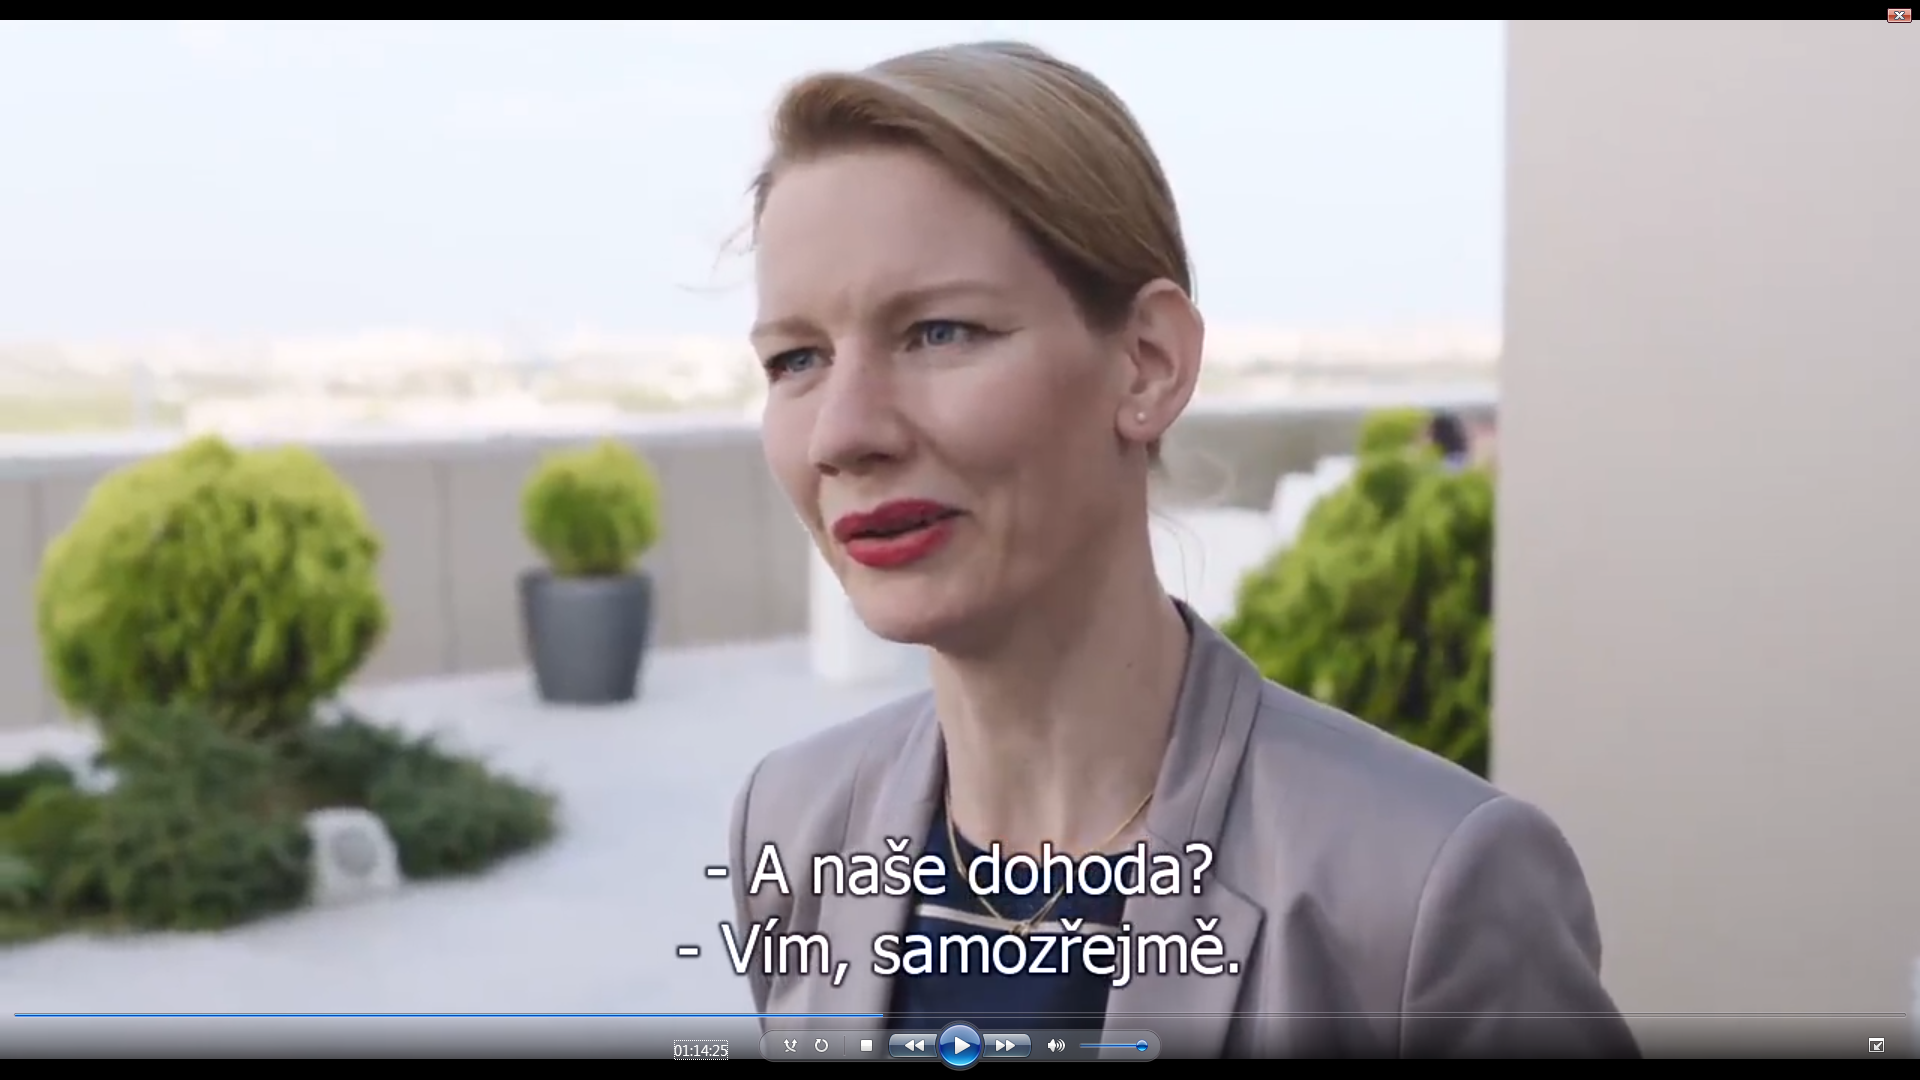 - A naše dohoda?
- Vím, samozřejmě.
01:14:25